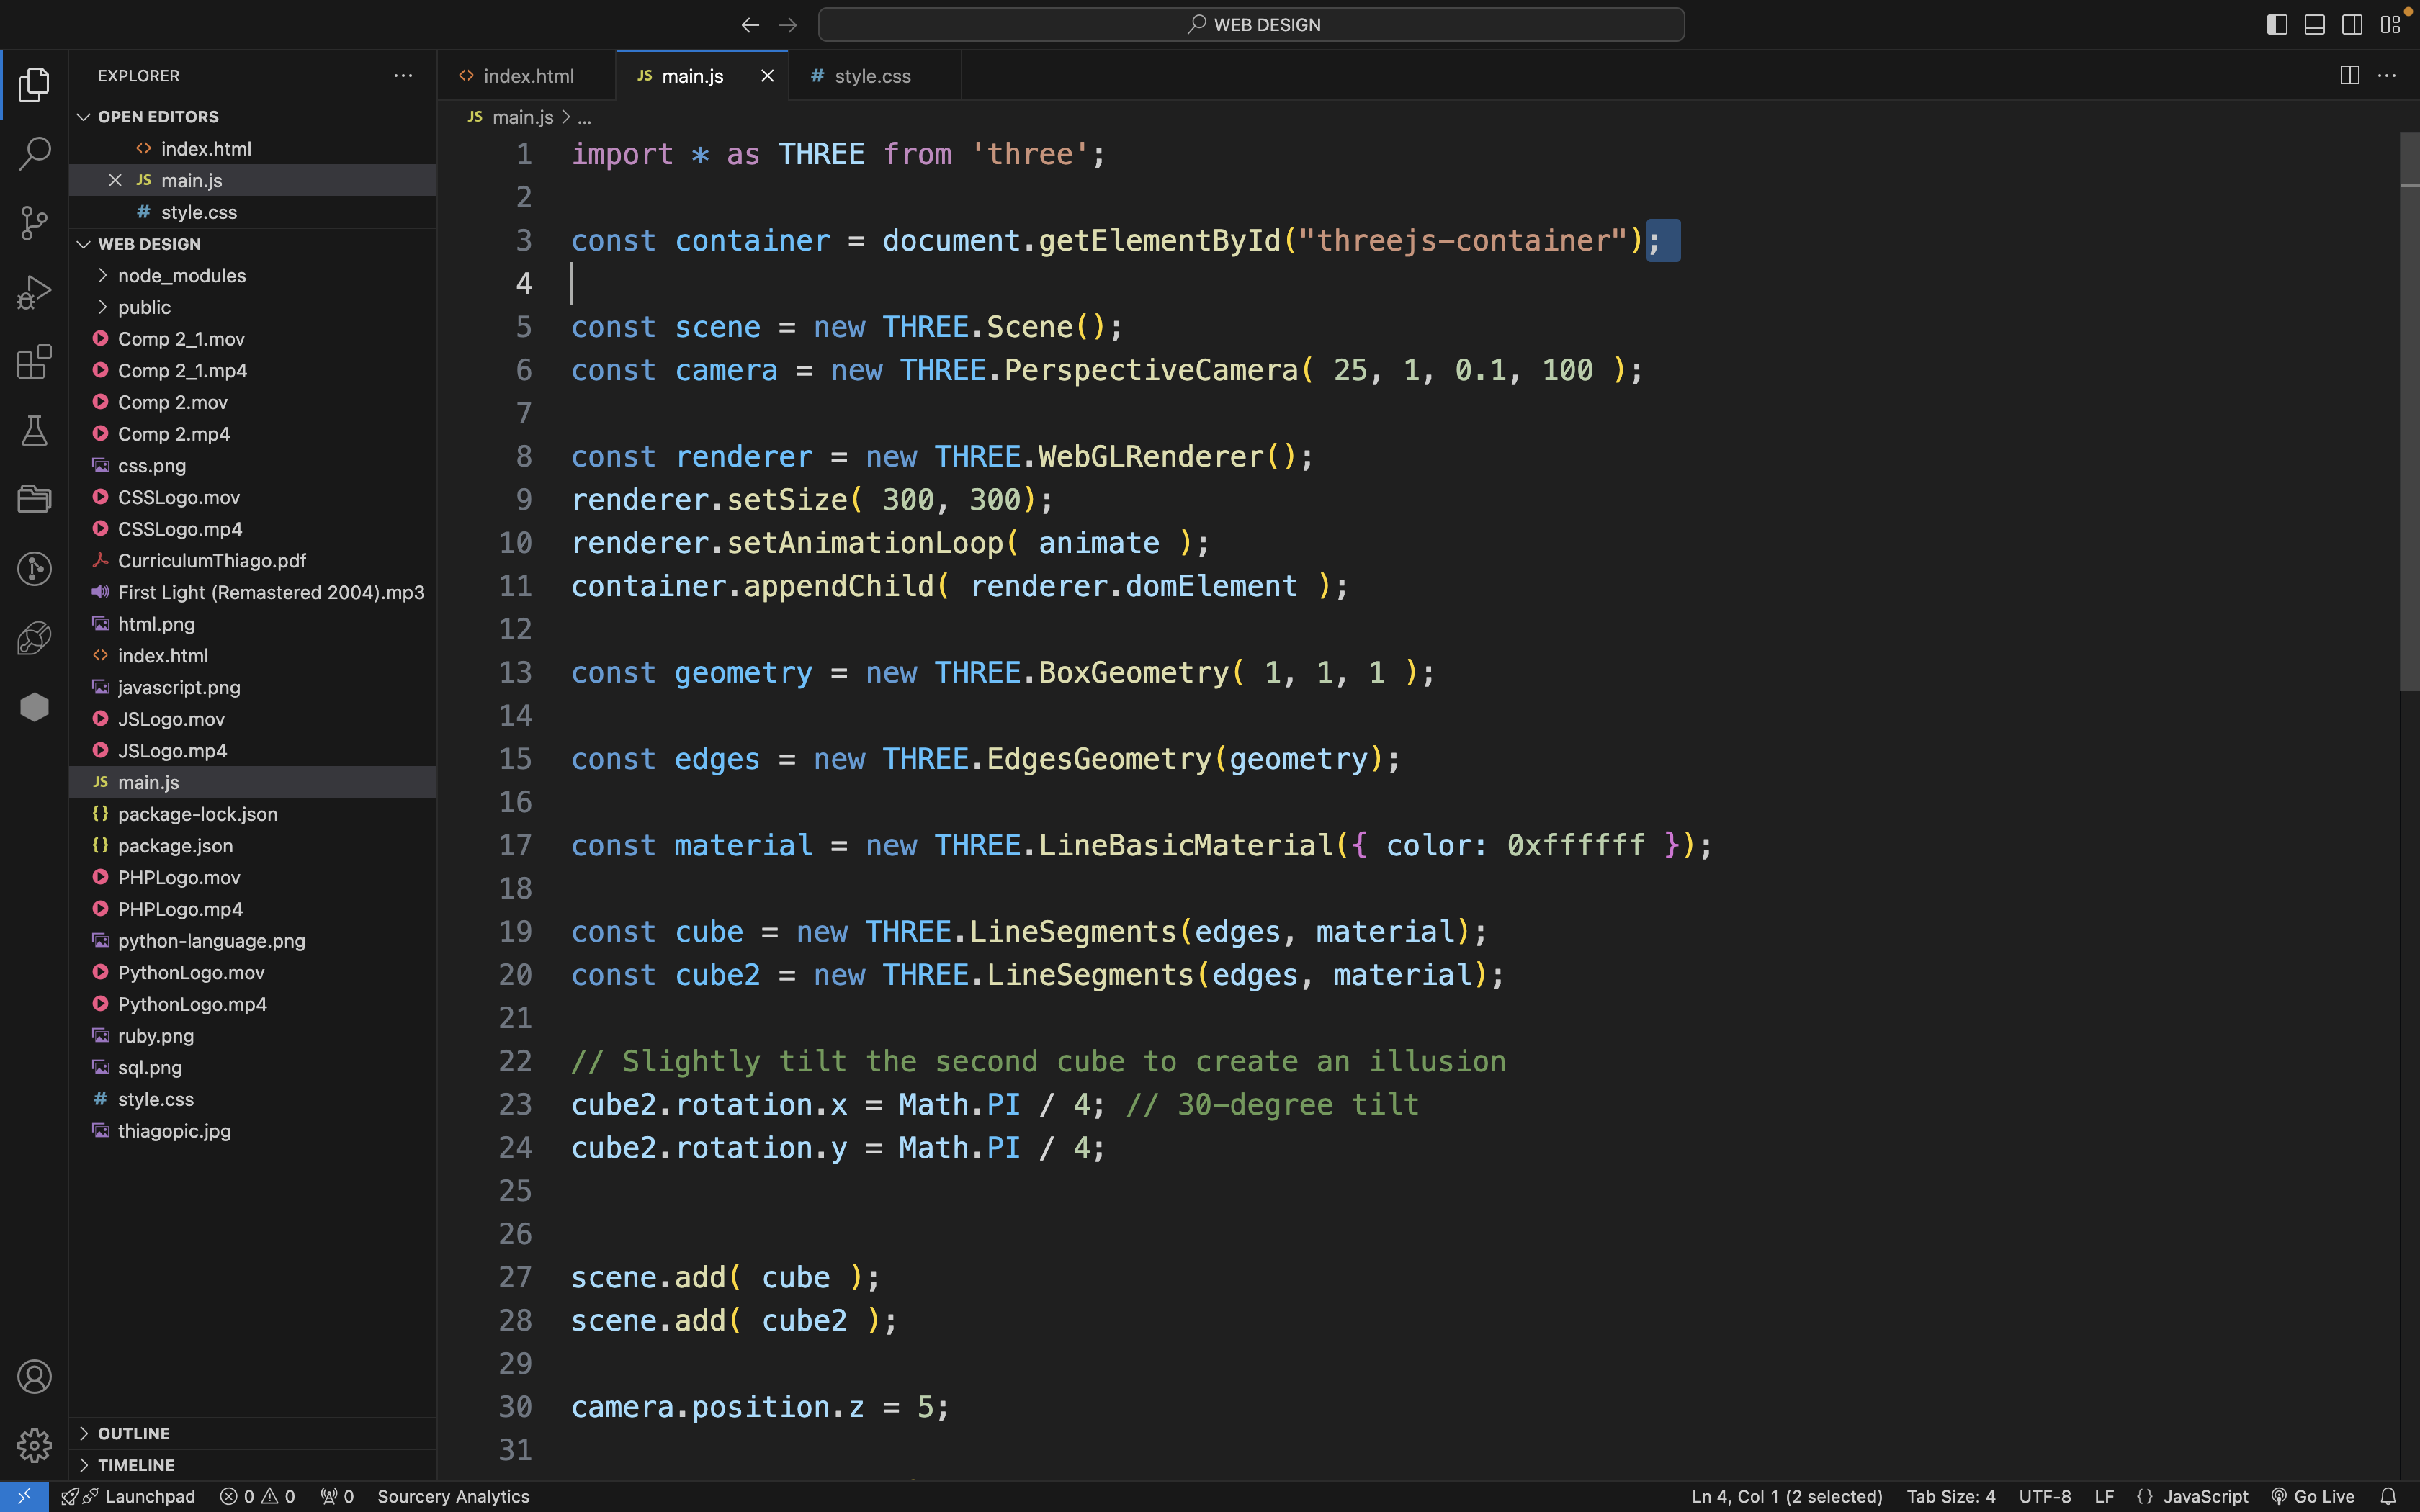 WEB DESIGN
EXPLORER
OPEN EDITORS
index.html
main.js
style.css
WEB DESIGN
node_modules
public
Comp 2_1.mov
Comp 2_1.mp4
Comp 2.mov
Comp 2.mp4
css.png
CSSLogo.mov
CSSLogo.mp4
CurriculumThiago.pdf
First Light (Remastered 2004).mp3
html.png
index.html
javascript.png
JSLogo.mov
JSLogo.mp4
JS main.js
package-lock.json
package.json
PHPLogo.mov
PHPLogo.mp4
python-language.png
PythonLogo.mov
PythonLogo.mp4
ruby.png
sql.png
style.css
thiagopic.jpg
OUTLINE
TIMELINE
index.html JS main.js # style.css
JS main.js > ...
1 import * as THREE from 'three';
2
3 const container = document.getElementById("threejs-container");
4
5 const scene = new THREE.Scene();
6 const camera = new THREE.PerspectiveCamera( 25, 1, 0.1, 100 );
7
8 const renderer = new THREE.WebGLRenderer();
9 renderer.setSize( 300, 300);
10 renderer.setAnimationLoop( animate );
11 container.appendChild( renderer.domElement );
12
13 const geometry = new THREE.BoxGeometry( 1, 1, 1 );
14
15 const edges = new THREE.EdgesGeometry(geometry);
16
17 const material = new THREE.LineBasicMaterial({ color: 0xffffff });
18
19 const cube = new THREE.LineSegments(edges, material);
20 const cube2 = new THREE.LineSegments(edges, material);
21
22 // Slightly tilt the second cube to create an illusion
23 cube2.rotation.x = Math.PI / 4; // 30-degree tilt
24 cube2.rotation.y = Math.PI / 4;
25
26
27 scene.add( cube );
28 scene.add( cube2 );
29
30 camera.position.z = 5;
31
Launchpad 0 0 0 Sourcery Analytics Ln 4, Col 1 (2 selected) Tab Size: 4 UTF-8 LF {} JavaScript Go Live